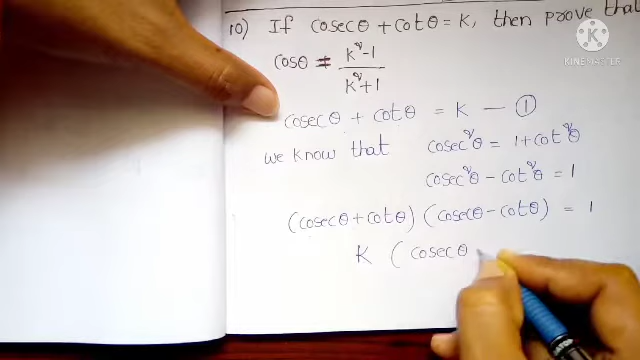 10) If cosecθ + cotθ = K, then prove that
cosθ = K²-1 / K²+1
cosecθ + cotθ = K — ①
we know that cosec²θ = 1+cot²θ
cosec²θ - cot²θ = 1
(cosecθ + cotθ) (cosecθ - cotθ) = 1
K (cosecθ
K
KINEMASTER